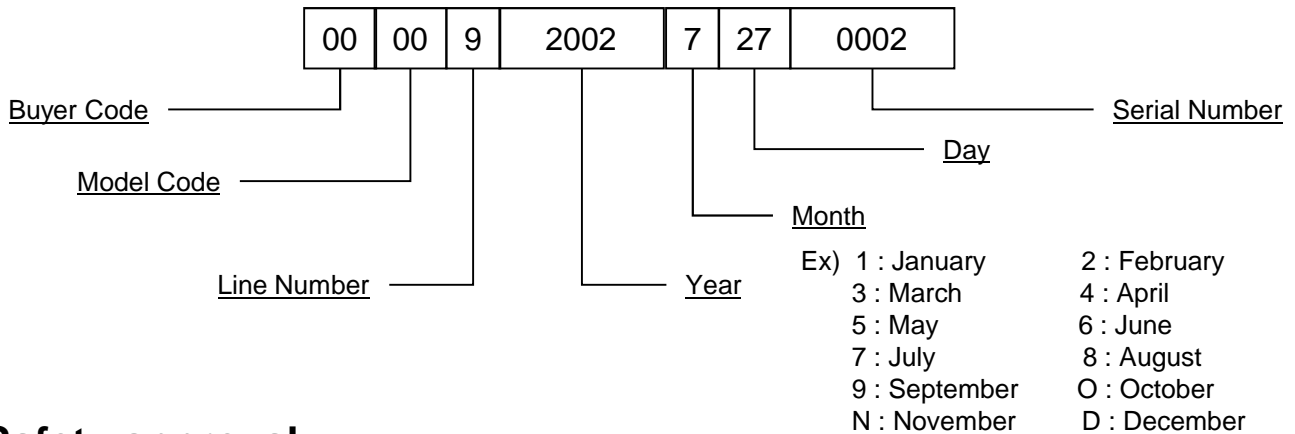 00 00 9 2002 7 27 0002
Buyer Code
Serial Number
Day
Model Code
Month
Line Number
Year
Ex) 1 : January 2 : February
3 : March 4 : April
5 : May 6 : June
7 : July 8 : August
9 : September O : October
N : November D : December